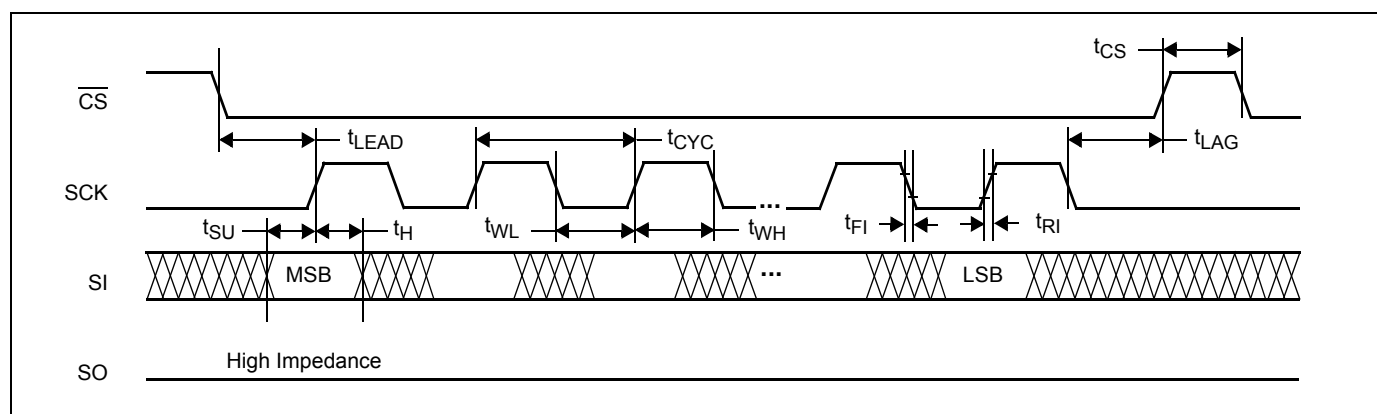 tCS
CS
tLEAD
tCYC
tLAG
SCK
...
tSU
tH
tWL
tWH
tFI
tRI
SI
MSB
...
LSB
High Impedance
SO